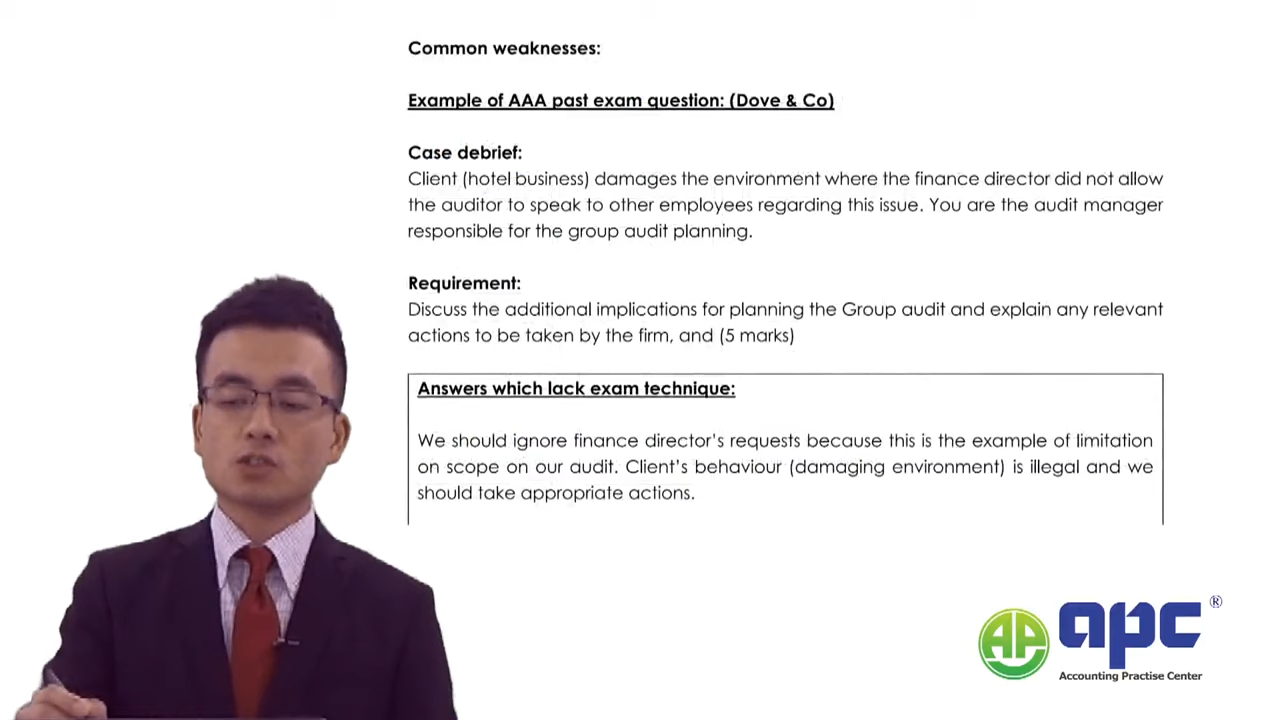 Common weaknesses:
Example of AAA past exam question: (Dove & Co)
Case debrief:
Client (hotel business) damages the environment where the finance director did not allow
the auditor to speak to other employees regarding this issue. You are the audit manager
responsible for the group audit planning.
Requirement:
Discuss the additional implications for planning the Group audit and explain any relevant
actions to be taken by the firm, and (5 marks)
Answers which lack exam technique:
We should ignore finance director's requests because this is the example of limitation
on scope on our audit. Client's behaviour (damaging environment) is illegal and we
should take appropriate actions.
AP apc ®
Accounting Practise Center